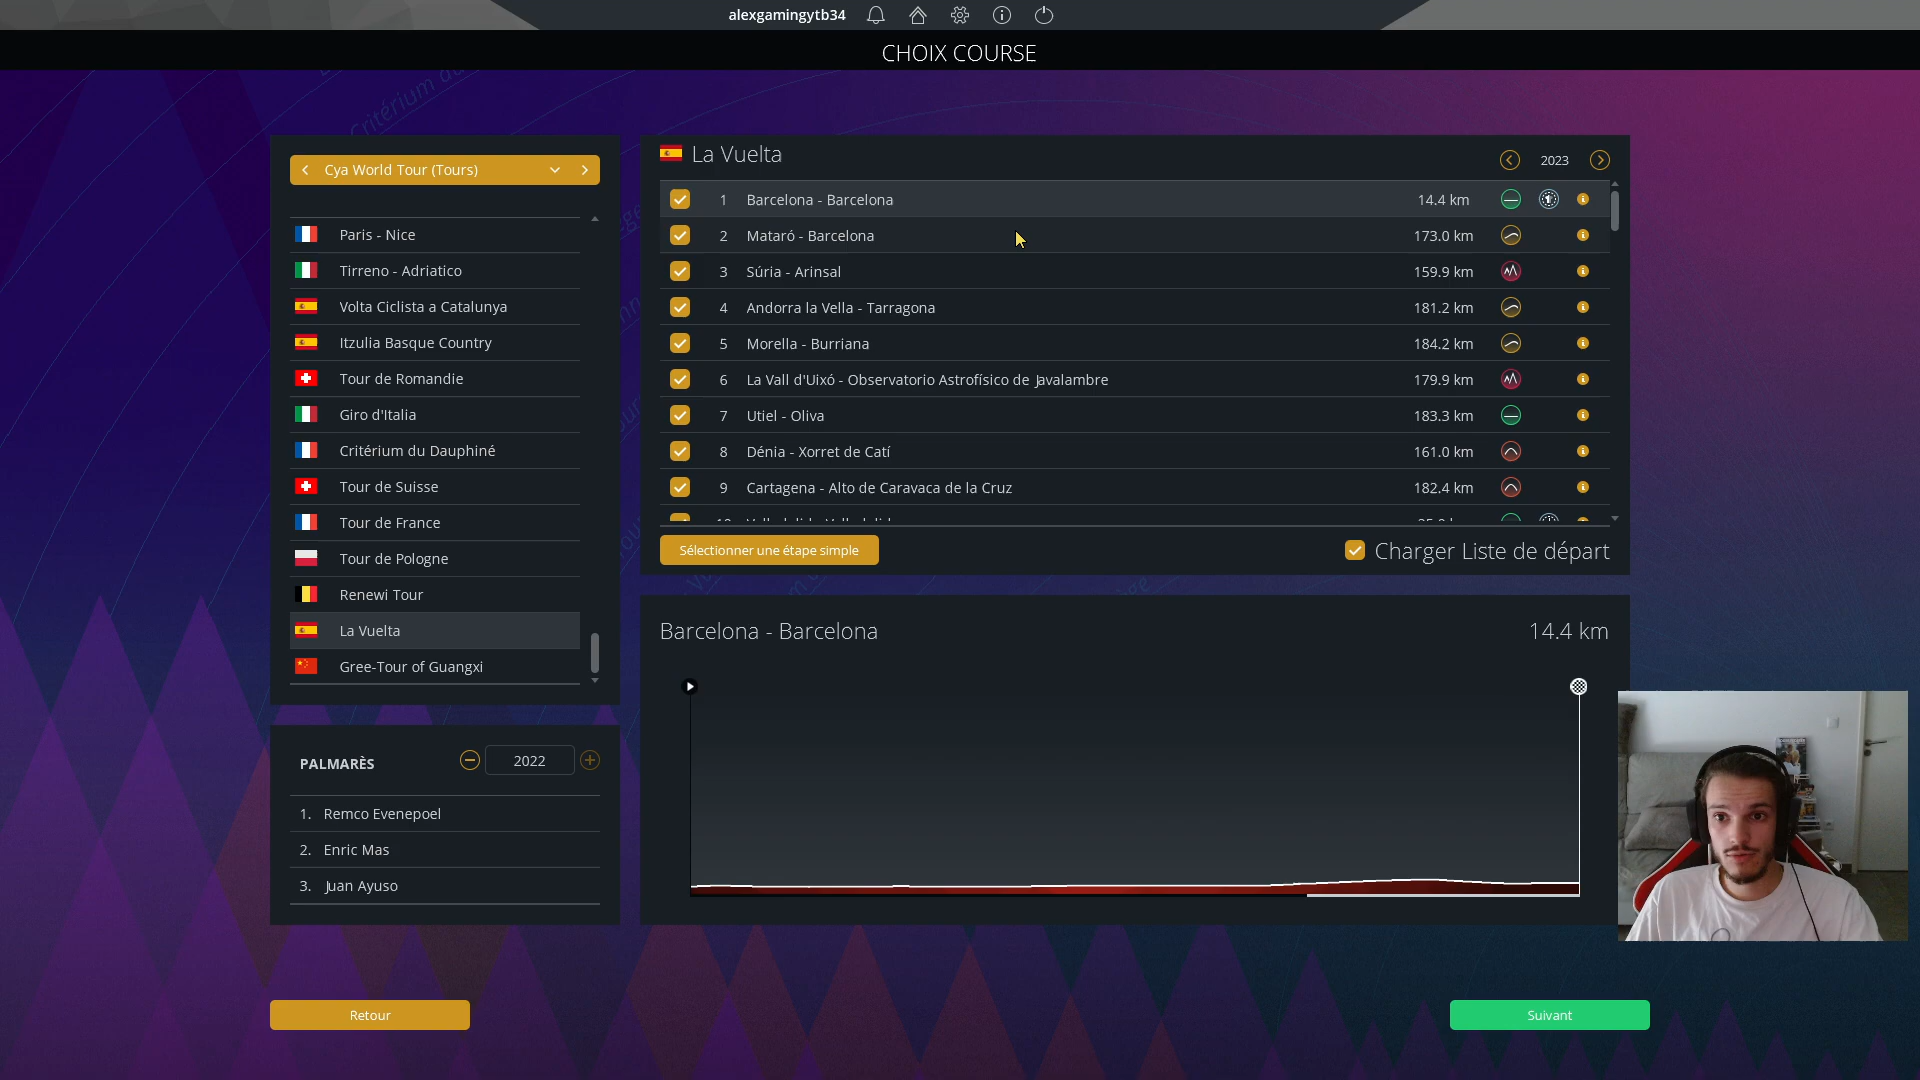 alexgamingytb34
CHOIX COURSE
Cya World Tour (Tours)
Paris - Nice
Tirreno - Adriatico
Volta Ciclista a Catalunya
Itzulia Basque Country
Tour de Romandie
Giro d'Italia
Critérium du Dauphiné
Tour de Suisse
Tour de France
Tour de Pologne
Renewi Tour
La Vuelta
Gree-Tour of Guangxi
PALMARÈS
2022
1. Remco Evenepoel
2. Enric Mas
3. Juan Ayuso
La Vuelta
2023
1 Barcelona - Barcelona 14.4 km
2 Mataró - Barcelona 173.0 km
3 Súria - Arinsal 159.9 km
4 Andorra la Vella - Tarragona 181.2 km
5 Morella - Burriana 184.2 km
6 La Vall d'Uixó - Observatorio Astrofísico de Javalambre 179.9 km
7 Utiel - Oliva 183.3 km
8 Dénia - Xorret de Catí 161.0 km
9 Cartagena - Alto de Caravaca de la Cruz 182.4 km
Sélectionner une étape simple
Charger Liste de départ
Barcelona - Barcelona 14.4 km
Retour
Suivant